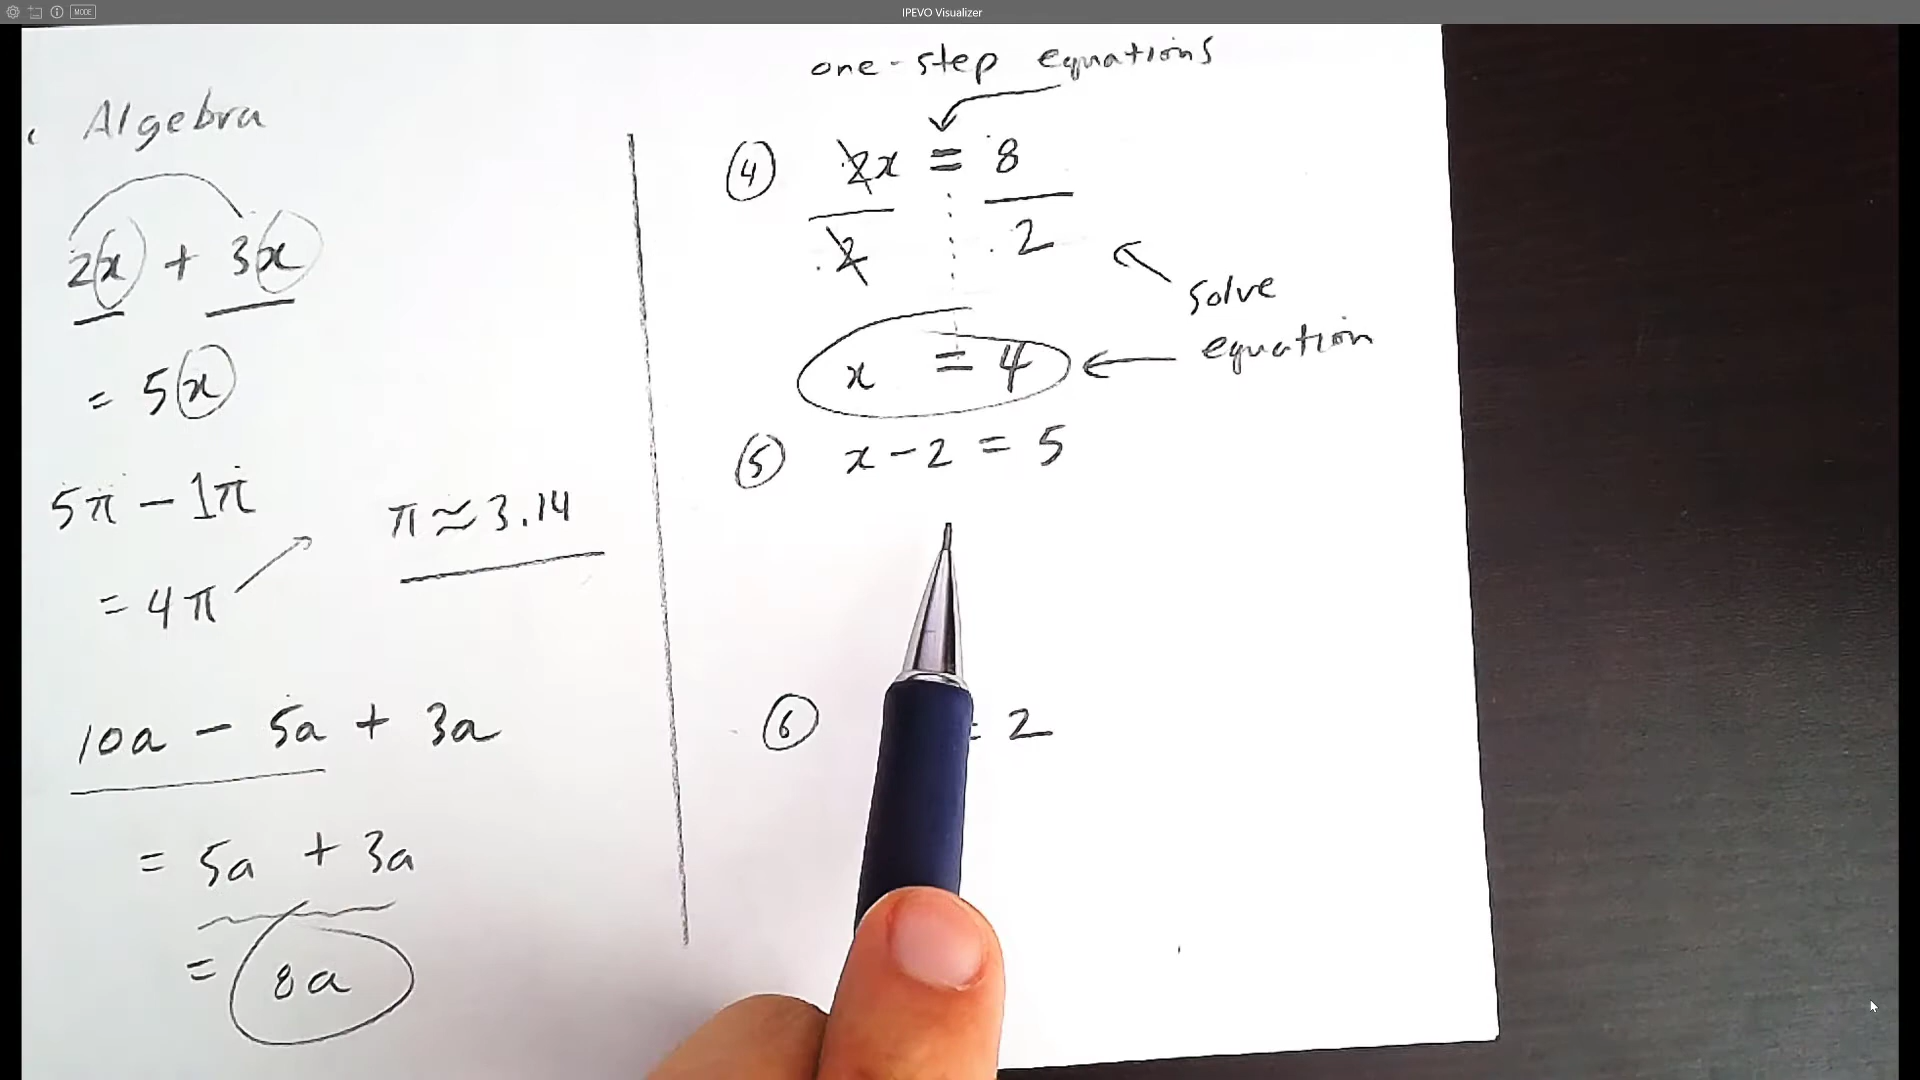 MODE
IPEVO Visualizer
Algebra
2x + 3x
= 5x
5π - 1π
= 4π
π ≈ 3.14
10a - 5a + 3a
= 5a + 3a
= 8a
one-step equations
④ 2x = 8
2 2
x = 4
solve
equation
⑤ x - 2 = 5
⑥ = 2